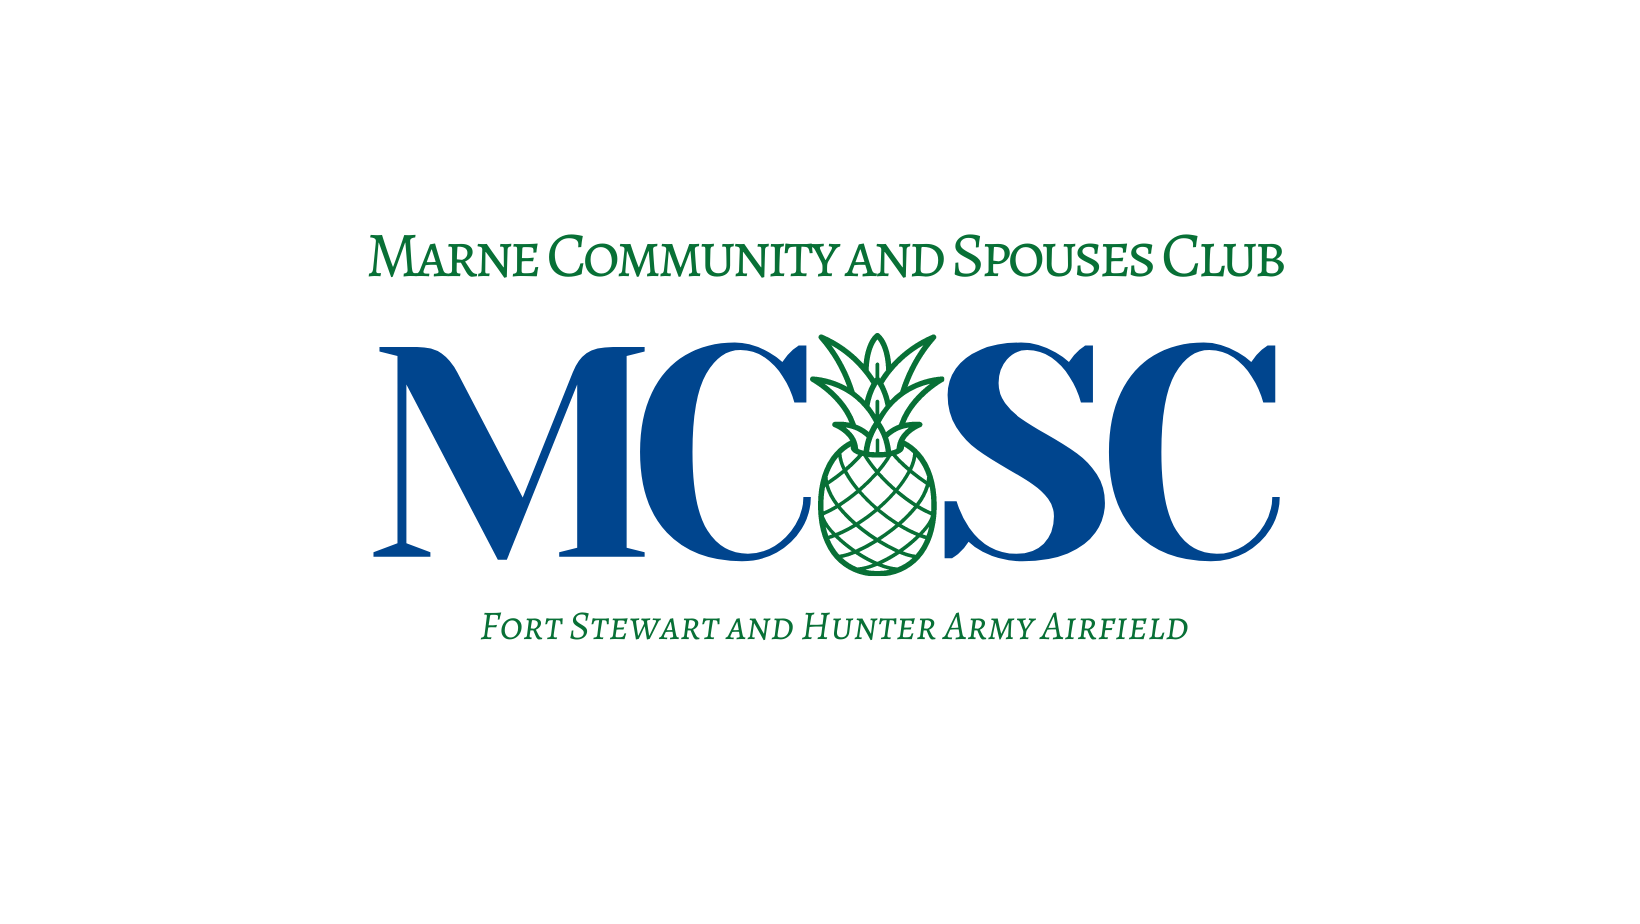 Marne Community and Spouses Club
MCSC
Fort Stewart and Hunter Army Airfield